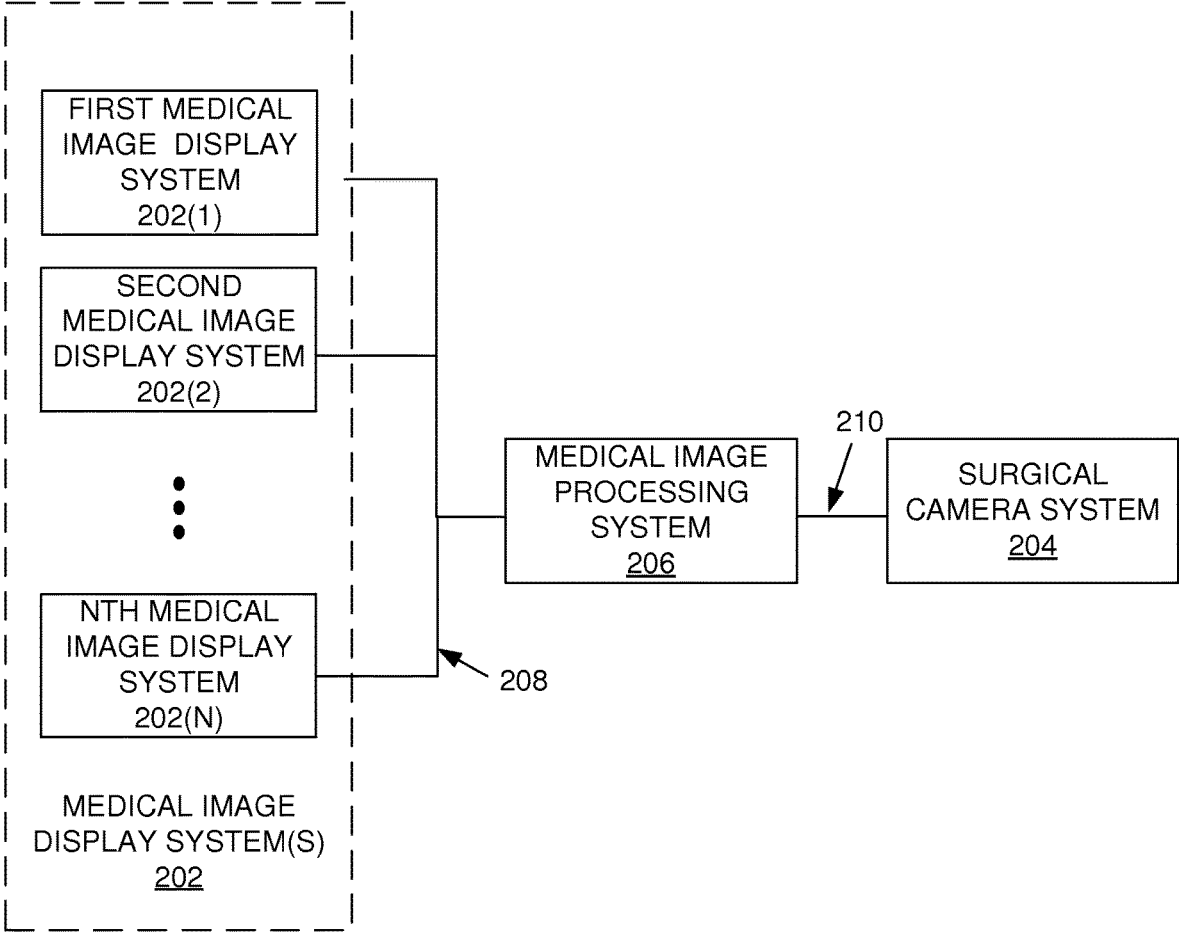 FIRST MEDICAL
IMAGE DISPLAY
SYSTEM
202(1)
SECOND
MEDICAL IMAGE
DISPLAY SYSTEM
202(2)
NTH MEDICAL
IMAGE DISPLAY
SYSTEM
202(N)
MEDICAL IMAGE
DISPLAY SYSTEM(S)
202
208
MEDICAL IMAGE
PROCESSING
SYSTEM
206
210
SURGICAL
CAMERA SYSTEM
204